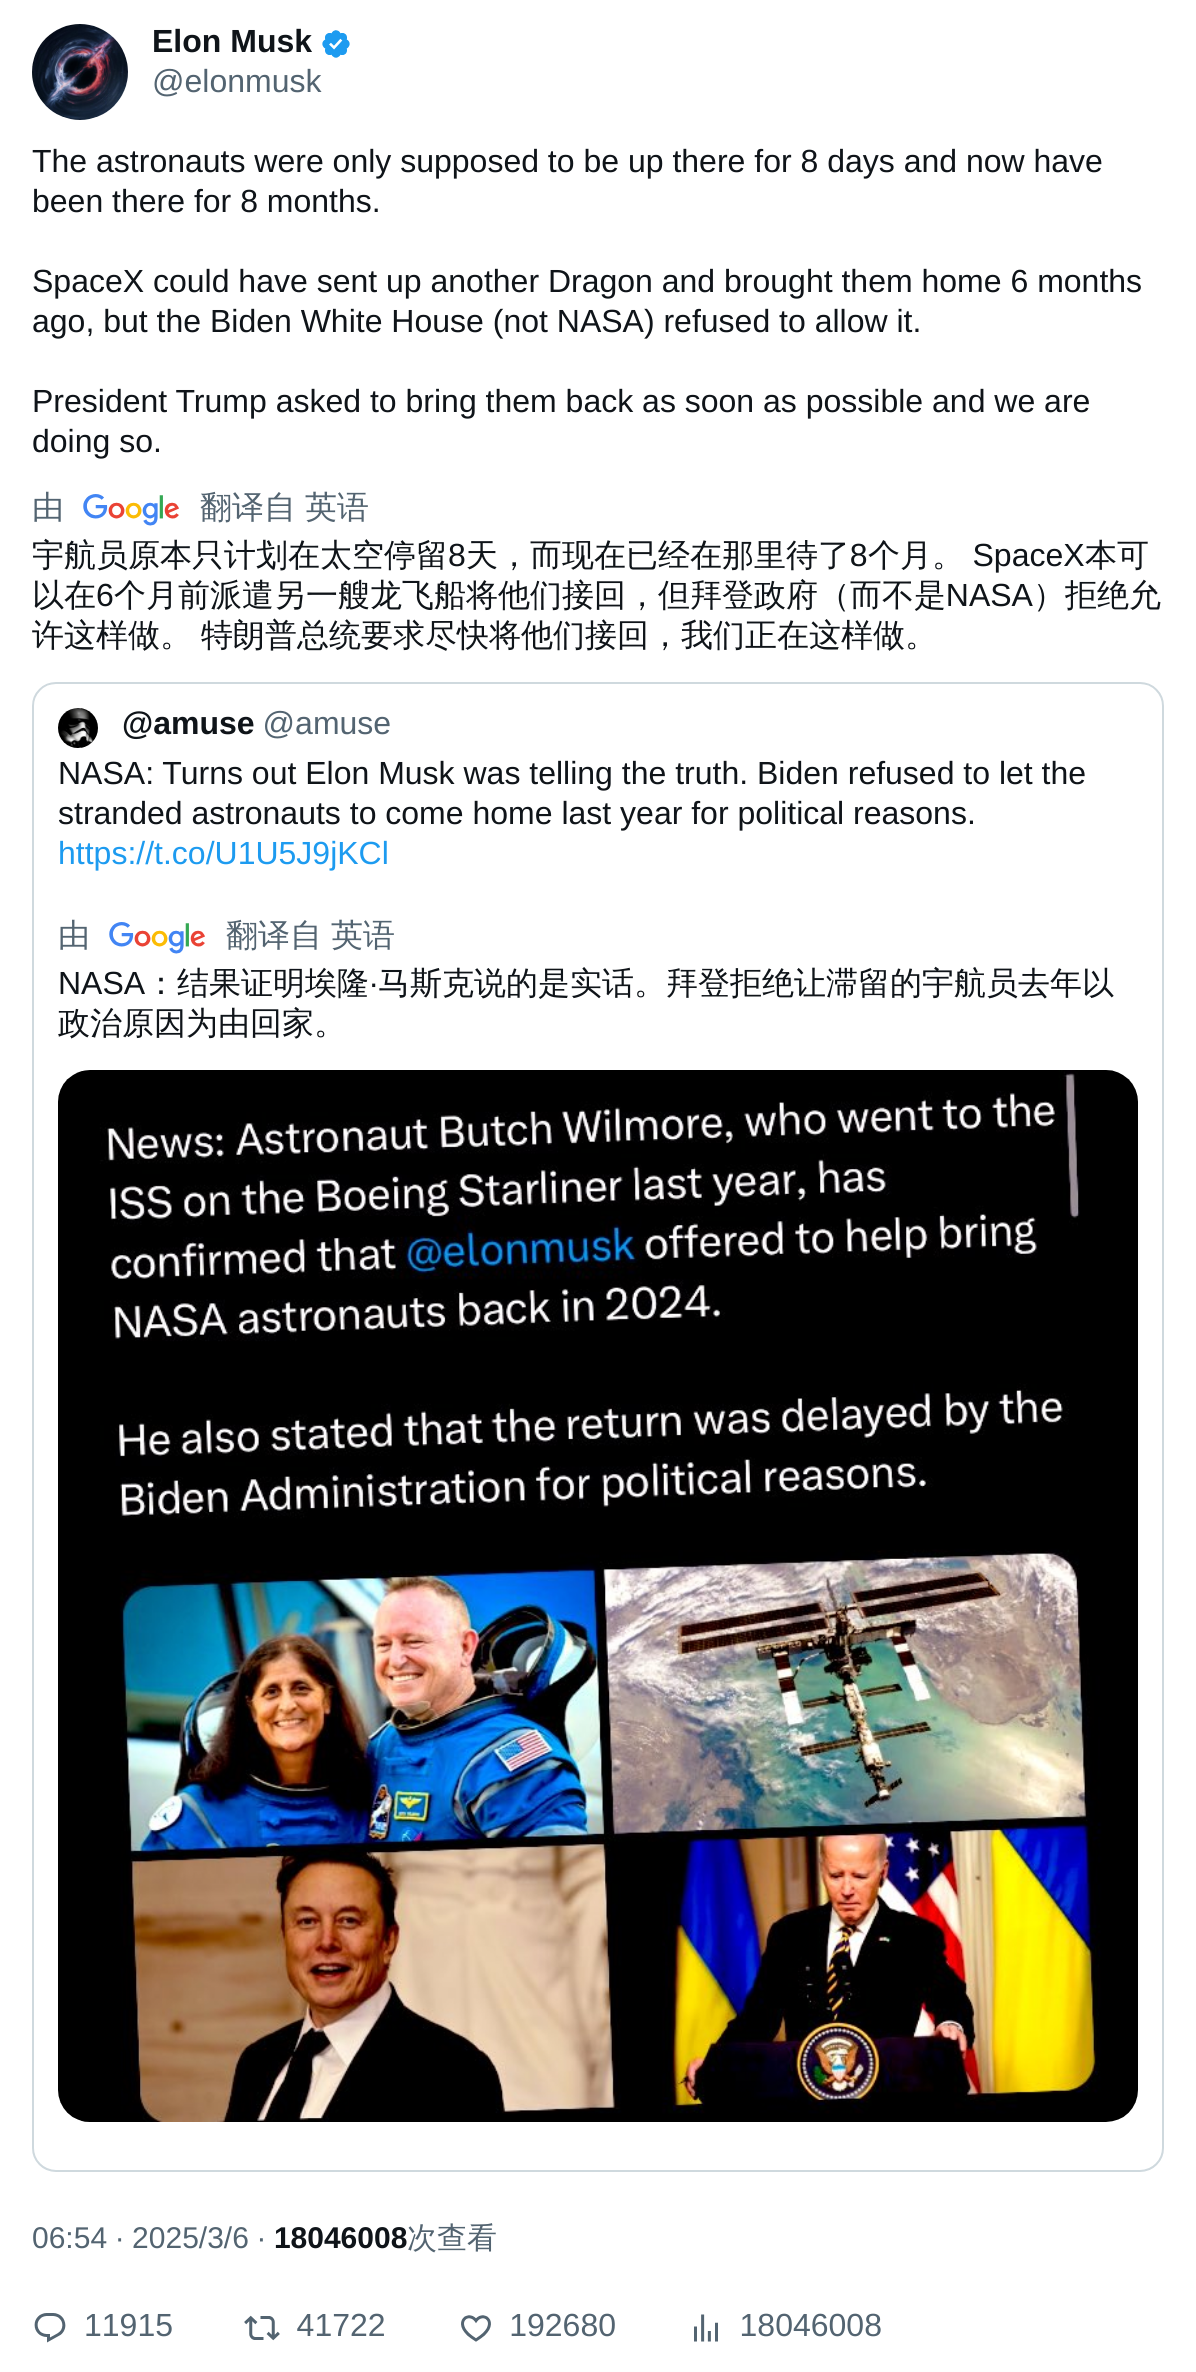 Elon Musk
@elonmusk
The astronauts were only supposed to be up there for 8 days and now have
been there for 8 months.
SpaceX could have sent up another Dragon and brought them home 6 months
ago, but the Biden White House (not NASA) refused to allow it.
President Trump asked to bring them back as soon as possible and we are
doing so.
由 Google 翻译自 英语
宇航员原本只计划在太空停留8天，而现在已经在那里待了8个月。 SpaceX本可
以在6个月前派遣另一艘龙飞船将他们接回，但拜登政府（而不是NASA）拒绝允
许这样做。 特朗普总统要求尽快将他们接回，我们正在这样做。
@amuse @amuse
NASA: Turns out Elon Musk was telling the truth. Biden refused to let the
stranded astronauts to come home last year for political reasons.
https://t.co/U1U5J9jKCl
由 Google 翻译自 英语
NASA：结果证明埃隆·马斯克说的是实话。拜登拒绝让滞留的宇航员去年以
政治原因为由回家。
News: Astronaut Butch Wilmore, who went to the
ISS on the Boeing Starliner last year, has
confirmed that @elonmusk offered to help bring
NASA astronauts back in 2024.
He also stated that the return was delayed by the
Biden Administration for political reasons.
06:54 · 2025/3/6 · 18046008次查看
11915 41722 192680 18046008